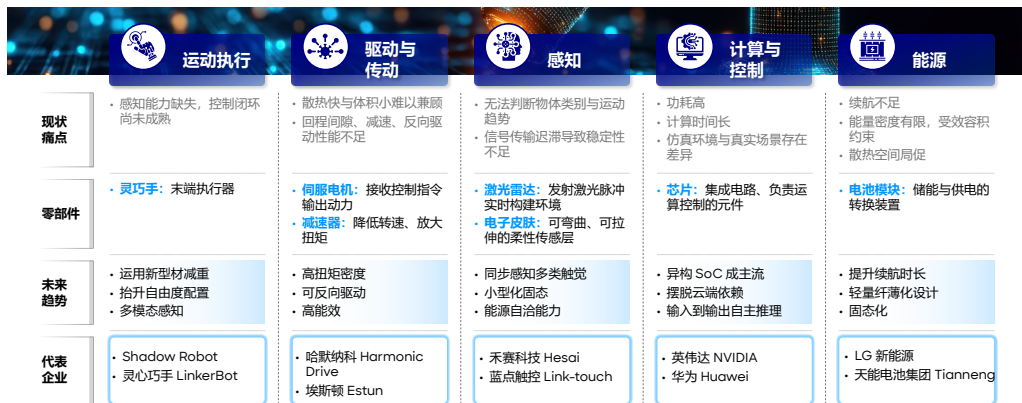 运动执行
驱动与
传动
感知
计算与
控制
能源
现状
痛点
• 感知能力缺失，控制闭环
尚未成熟
• 散热快与体积小难以兼顾
• 回程间隙、减速、反向驱
动性能不足
• 无法判断物体类别与运动
趋势
• 信号传输迟滞导致稳定性
不足
• 功耗高
• 计算时间长
• 仿真环境与真实场景存在
差异
• 续航不足
• 能量密度有限，受效容积
约束
• 散热空间局促
零部件
• 灵巧手：末端执行器
• 伺服电机：接收控制指令
输出动力
• 减速器：降低转速、放大
扭矩
• 激光雷达：发射激光脉冲
实时构建环境
• 电子皮肤：可弯曲、可拉
伸的柔性传感层
• 芯片：集成电路、负责运
算控制的元件
• 电池模块：储能与供电的
转换装置
未来
趋势
• 运用新型材减重
• 抬升自由度配置
• 多模态感知
• 高扭矩密度
• 可反向驱动
• 高能效
• 同步感知多类触觉
• 小型化固态
• 能源自洽能力
• 异构 SoC 成主流
• 摆脱云端依赖
• 输入到输出自主推理
• 提升续航时长
• 轻量纤薄化设计
• 固态化
代表
企业
• Shadow Robot
• 灵心巧手 LinkerBot
• 哈默纳科 Harmonic
Drive
• 埃斯顿 Estun
• 禾赛科技 Hesai
• 蓝点触控 Link-touch
• 英伟达 NVIDIA
• 华为 Huawei
• LG 新能源
• 天能电池集团 Tianneng